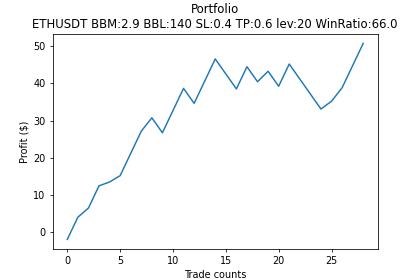 Portfolio
ETHUSDT BBM:2.9 BBL:140 SL:0.4 TP:0.6 lev:20 WinRatio:66.0
50
40
30
20
10
0
Profit ($)
0 5 10 15 20 25
Trade counts